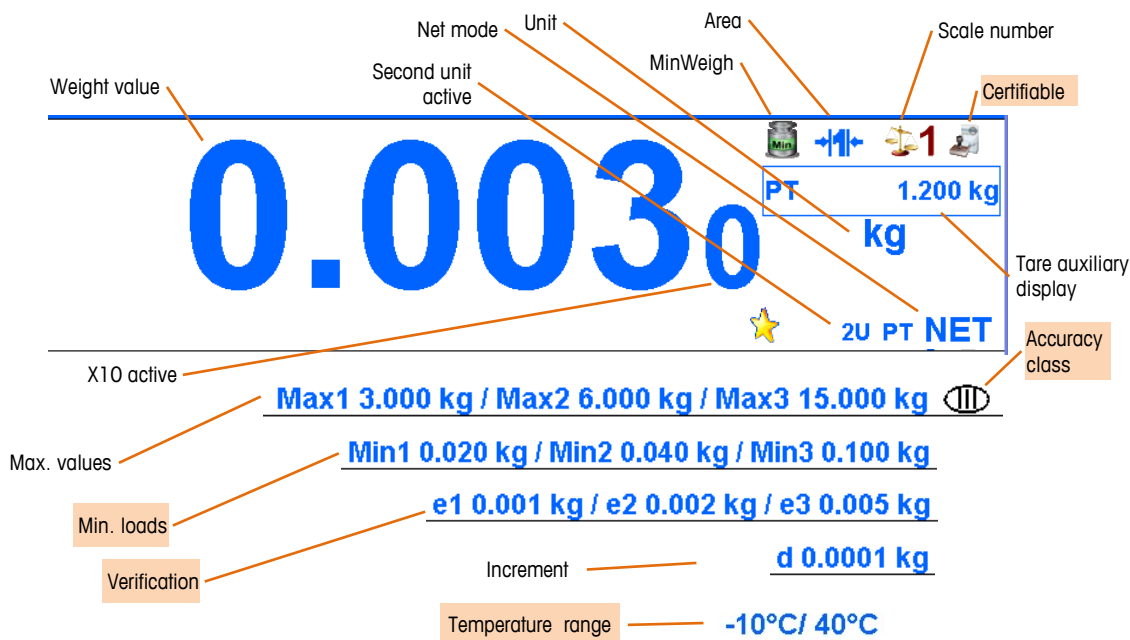 Area
Net mode
Unit
Scale number
MinWeigh
Second unit
active
Weight value
Certifiable
Min
1
1
PT 1.200 kg
0.0030
kg
Tare auxiliary
display
2U PT NET
Accuracy
class
X10 active
Max1 3.000 kg / Max2 6.000 kg / Max3 15.000 kg III
Max. values
Min1 0.020 kg / Min2 0.040 kg / Min3 0.100 kg
Min. loads
e1 0.001 kg / e2 0.002 kg / e3 0.005 kg
Verification
Increment
d 0.0001 kg
Temperature range
-10°C/ 40°C